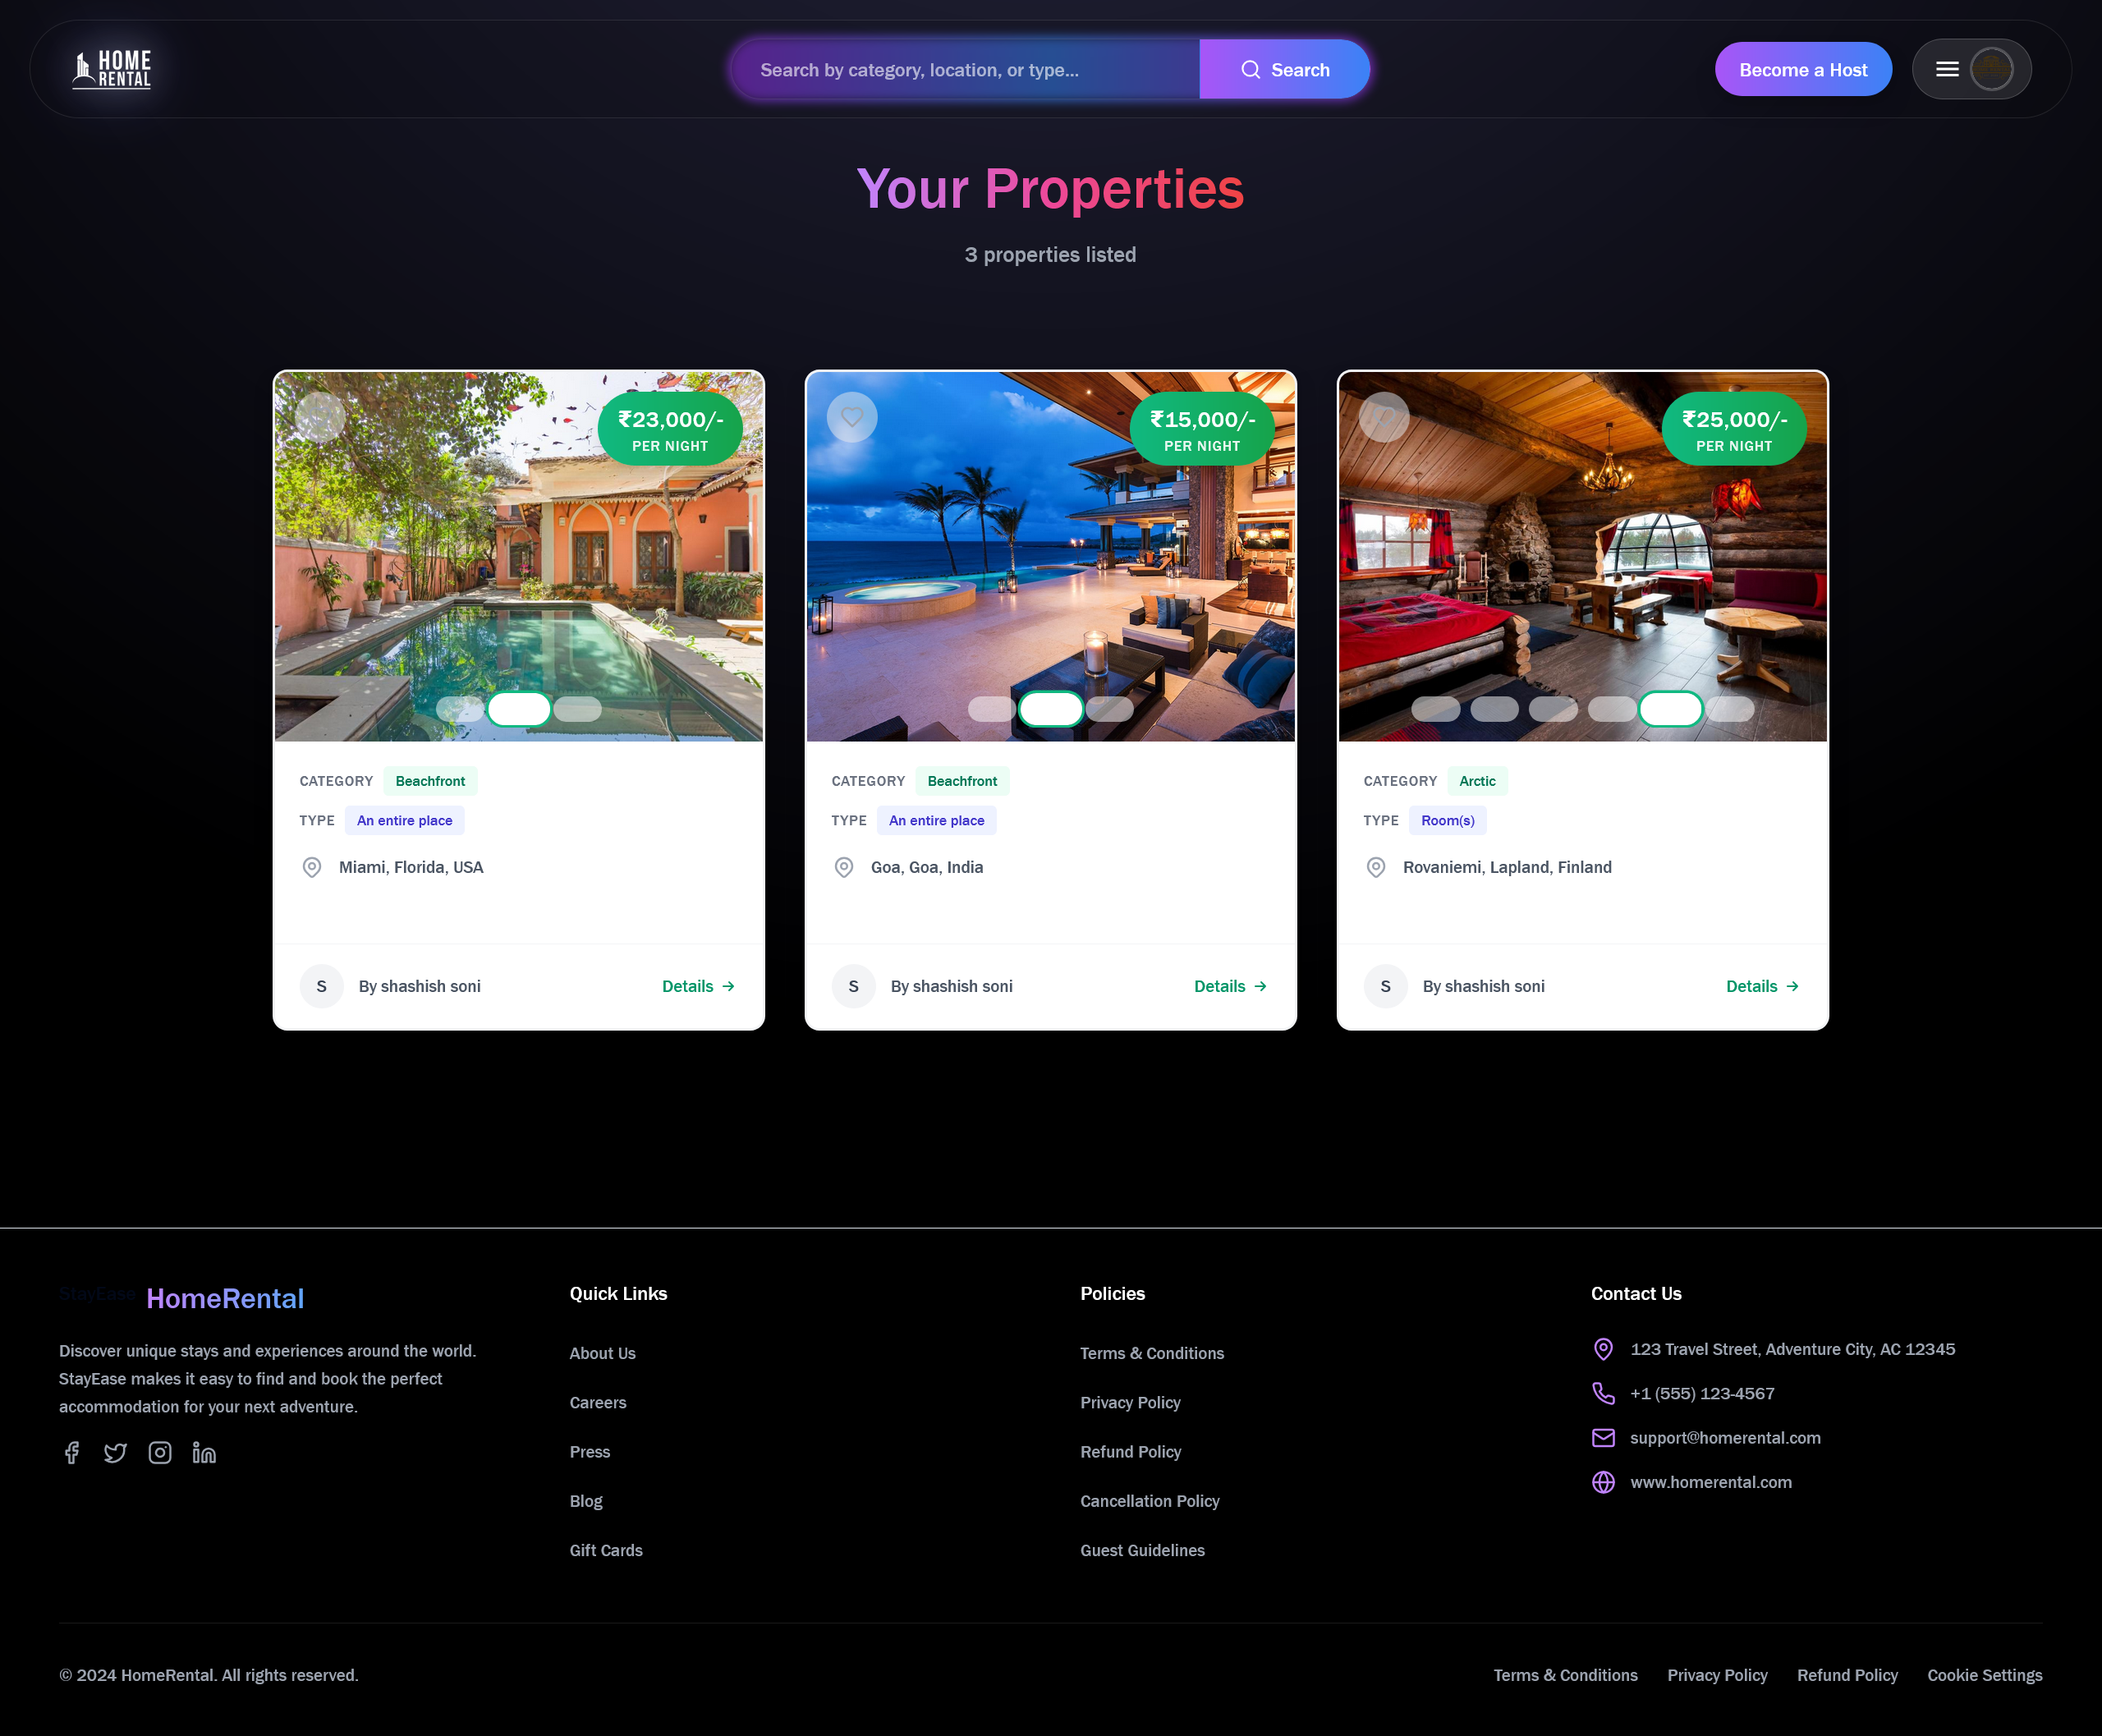 HOME
RENTAL
Search by category, location, or type...
Search
Become a Host
Your Properties
3 properties listed
₹23,000/-
PER NIGHT
CATEGORY Beachfront
TYPE An entire place
Miami, Florida, USA
S By shashish soni Details →
₹15,000/-
PER NIGHT
CATEGORY Beachfront
TYPE An entire place
Goa, Goa, India
S By shashish soni Details →
₹25,000/-
PER NIGHT
CATEGORY Arctic
TYPE Room(s)
Rovaniemi, Lapland, Finland
S By shashish soni Details →
StayEase HomeRental
Discover unique stays and experiences around the world.
StayEase makes it easy to find and book the perfect
accommodation for your next adventure.
Quick Links
About Us
Careers
Press
Blog
Gift Cards
Policies
Terms & Conditions
Privacy Policy
Refund Policy
Cancellation Policy
Guest Guidelines
Contact Us
123 Travel Street, Adventure City, AC 12345
+1 (555) 123-4567
support@homerental.com
www.homerental.com
© 2024 HomeRental. All rights reserved.
Terms & Conditions Privacy Policy Refund Policy Cookie Settings